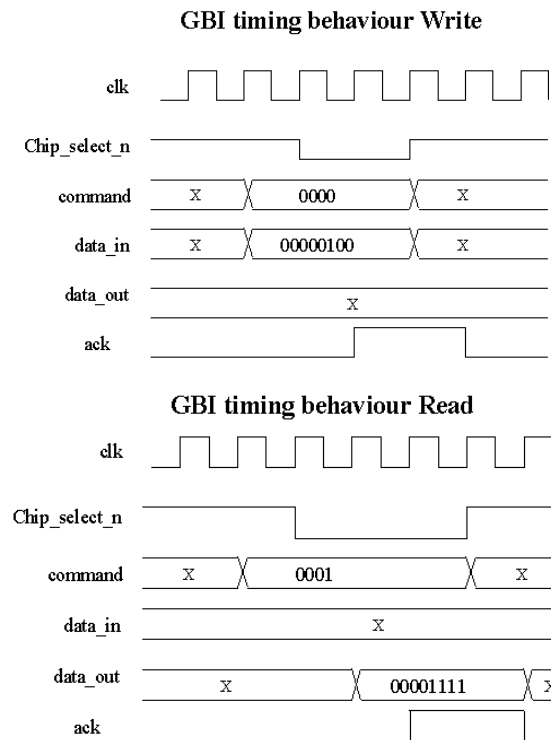 GBI timing behaviour Write
clk
Chip_select_n
command X 0000 X
data_in X 00000100 X
data_out X
ack
GBI timing behaviour Read
clk
Chip_select_n
command X 0001 X
data_in X
data_out X 00001111 X
ack